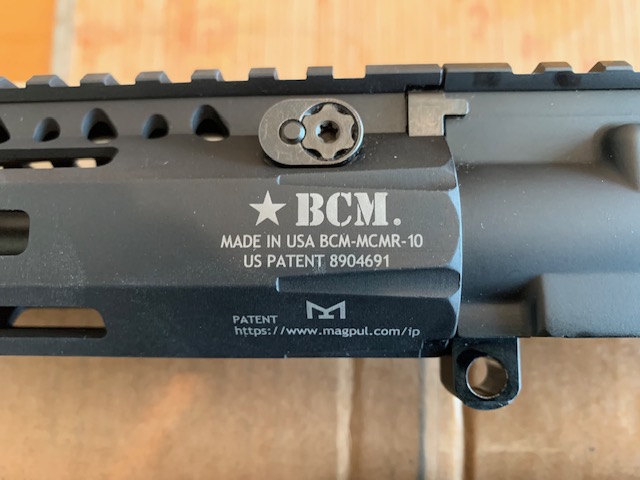 ★ BCM.
MADE IN USA BCM-MCMR-10
US PATENT 8904691
PATENT
https://www.magpul.com/ip